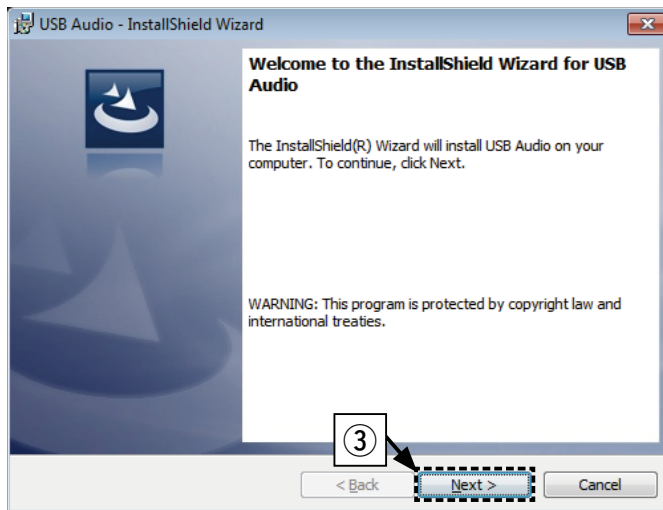 USB Audio - InstallShield Wizard
Welcome to the InstallShield Wizard for USB
Audio
The InstallShield(R) Wizard will install USB Audio on your
computer. To continue, click Next.
WARNING: This program is protected by copyright law and
international treaties.
③
< Back Next > Cancel